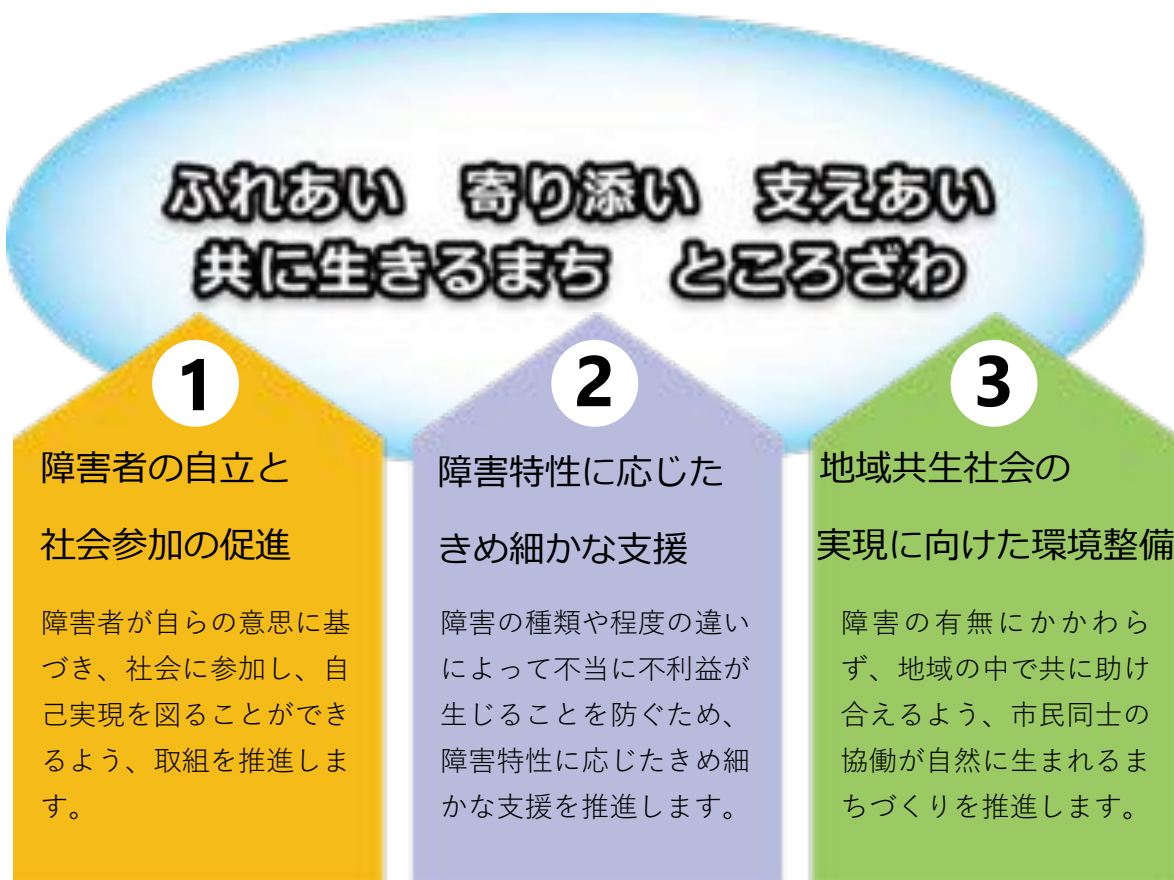 ふれあい 寄り添い 支えあい
共に生きるまち ところざわ
1
障害者の自立と
社会参加の促進
障害者が自らの意思に基
づき、社会に参加し、自
己実現を図ることができ
るよう、取組を推進しま
す。
2
障害特性に応じた
きめ細かな支援
障害の種類や程度の違い
によって不当に不利益が
生じることを防ぐため、
障害特性に応じたきめ細
かな支援を推進します。
3
地域共生社会の
実現に向けた環境整備
障害の有無にかかわら
ず、地域の中で共に助け
合えるよう、市民同士の
協働が自然に生まれるま
ちづくりを推進します。